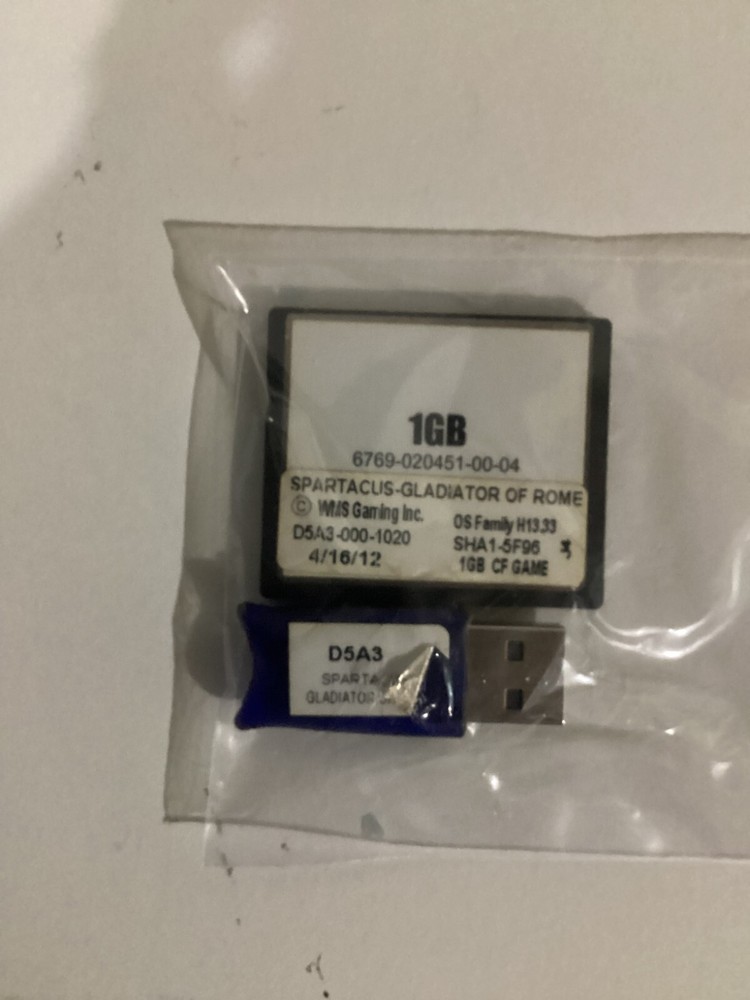 1GB
6769-020451-00-04
SPARTACUS-GLADIATOR OF ROME
© WMS Gaming Inc.
OS Family H13.33
D5A3-000-1020
SHA1-5F96
4/16/12
1GB CF GAME
D5A3
GLADIATOR